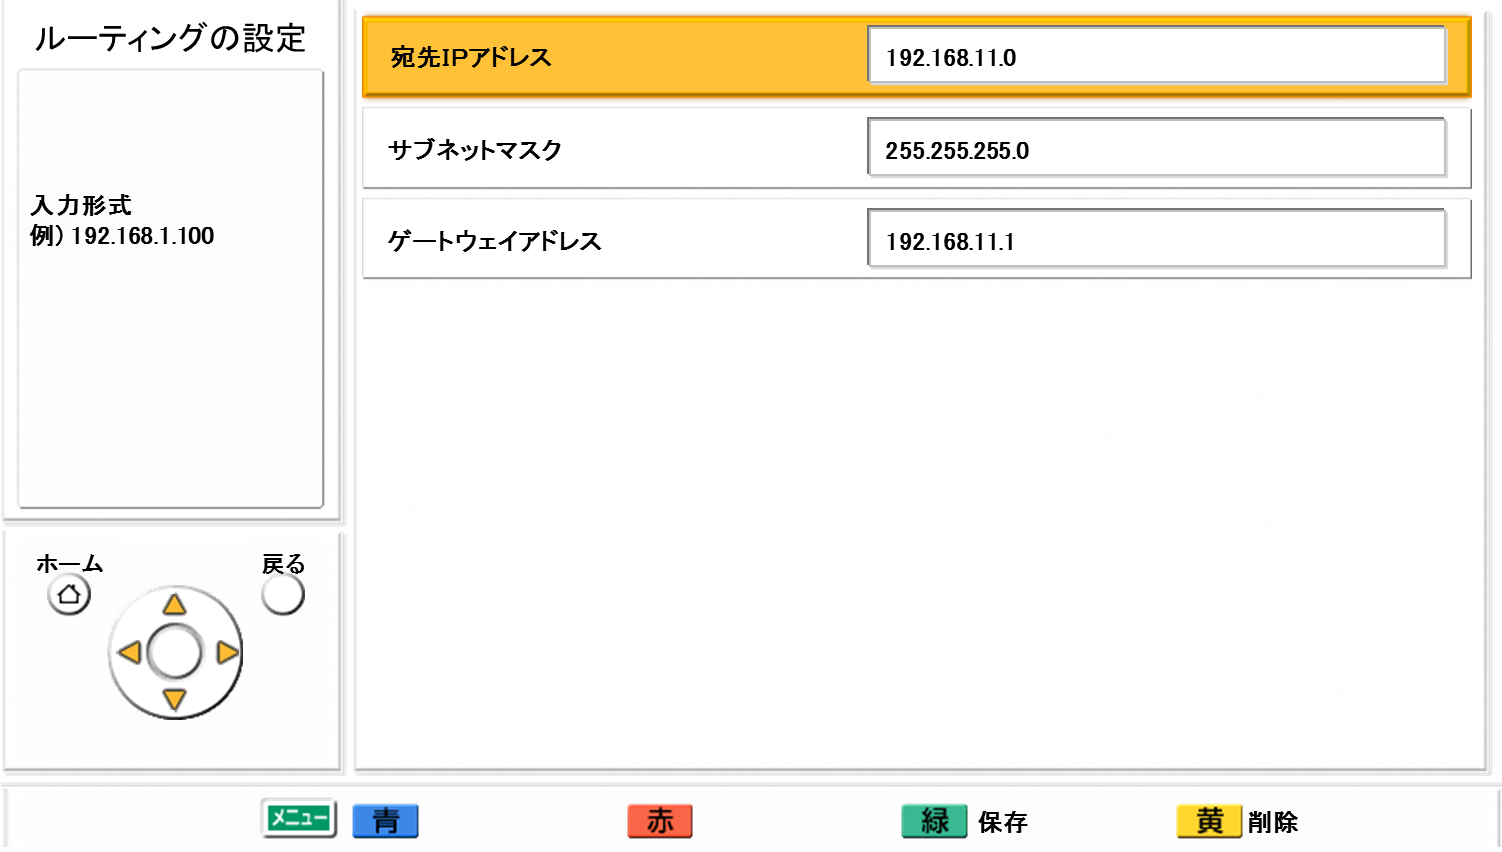 ルーティングの設定
入力形式
例) 192.168.1.100
宛先IPアドレス
192.168.11.0
サブネットマスク
255.255.255.0
ゲートウェイアドレス
192.168.11.1
ホーム
戻る
メニュー
青
赤
緑 保存
黄 削除